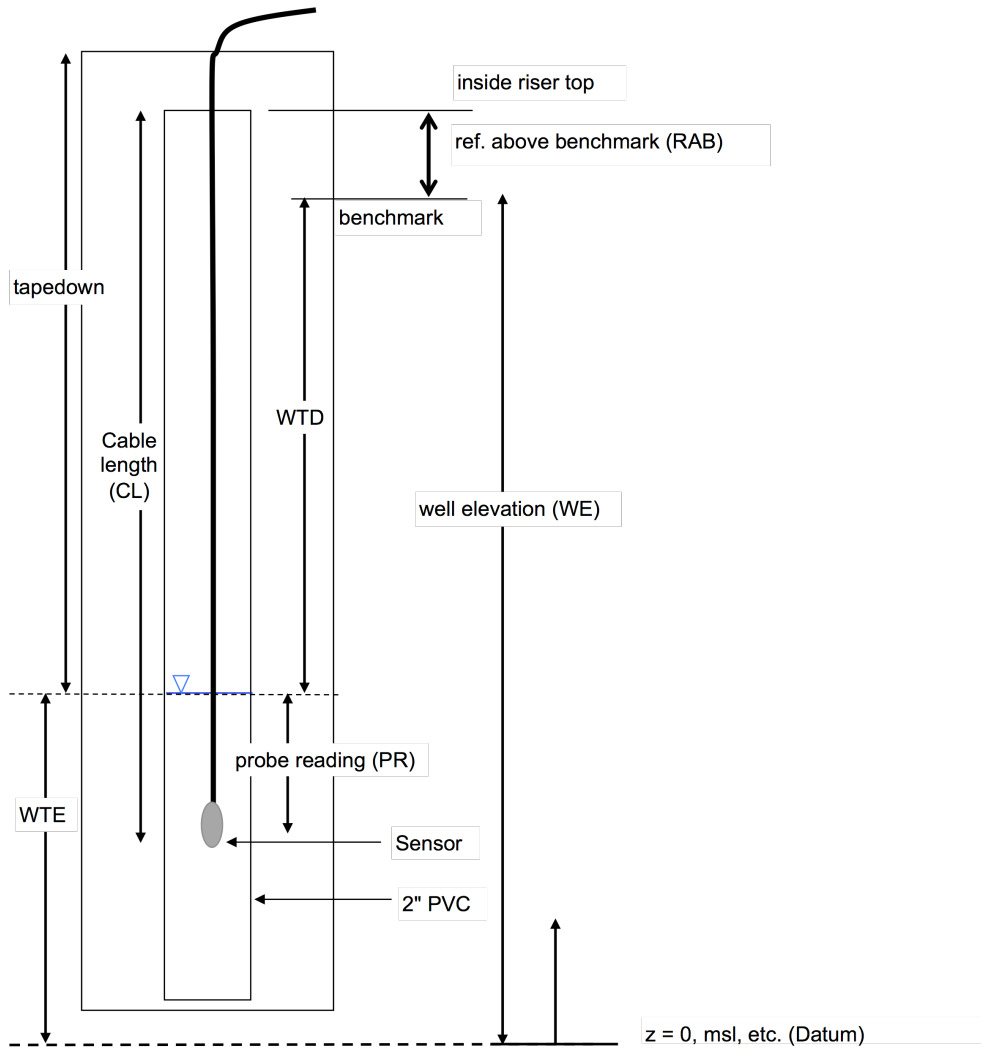 inside riser top
ref. above benchmark (RAB)
benchmark
tapedown
WTD
Cable
length
(CL)
well elevation (WE)
probe reading (PR)
WTE
Sensor
2" PVC
z = 0, msl, etc. (Datum)